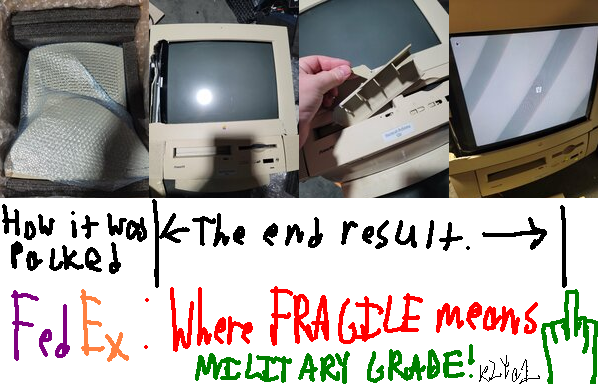 How it was
Packed
The end result.
FedEx: Where FRAGILE means
MILITARY GRADE!